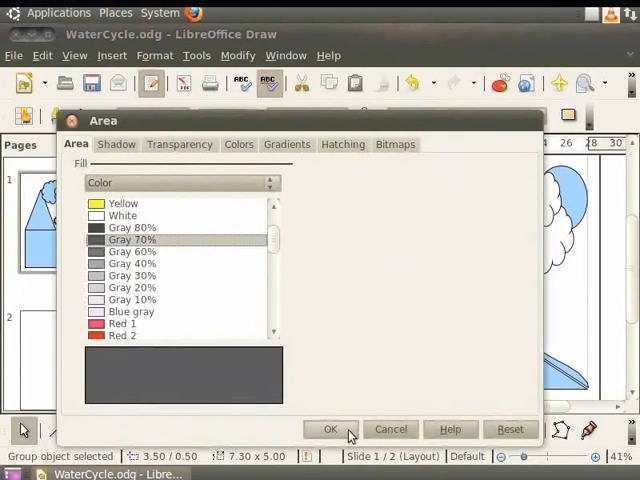 Applications Places System
WaterCycle.odg - LibreOffice Draw
File Edit View Insert Format Tools Modify Window Help
ABC ABC
Area
Pages
Area Shadow Transparency Colors Gradients Hatching Bitmaps
26 28 30
Fill
Color
1
Yellow
White
Gray 80%
Gray 70%
Gray 60%
Gray 40%
Gray 30%
Gray 20%
Gray 10%
Blue gray
Red 1
Red 2
2
OK Cancel Help Reset
Group object selected 3.50 / 0.50 7.30 x 5.00 Slide 1 / 2 (Layout) Default 41%
WaterCycle.odg - Libre...